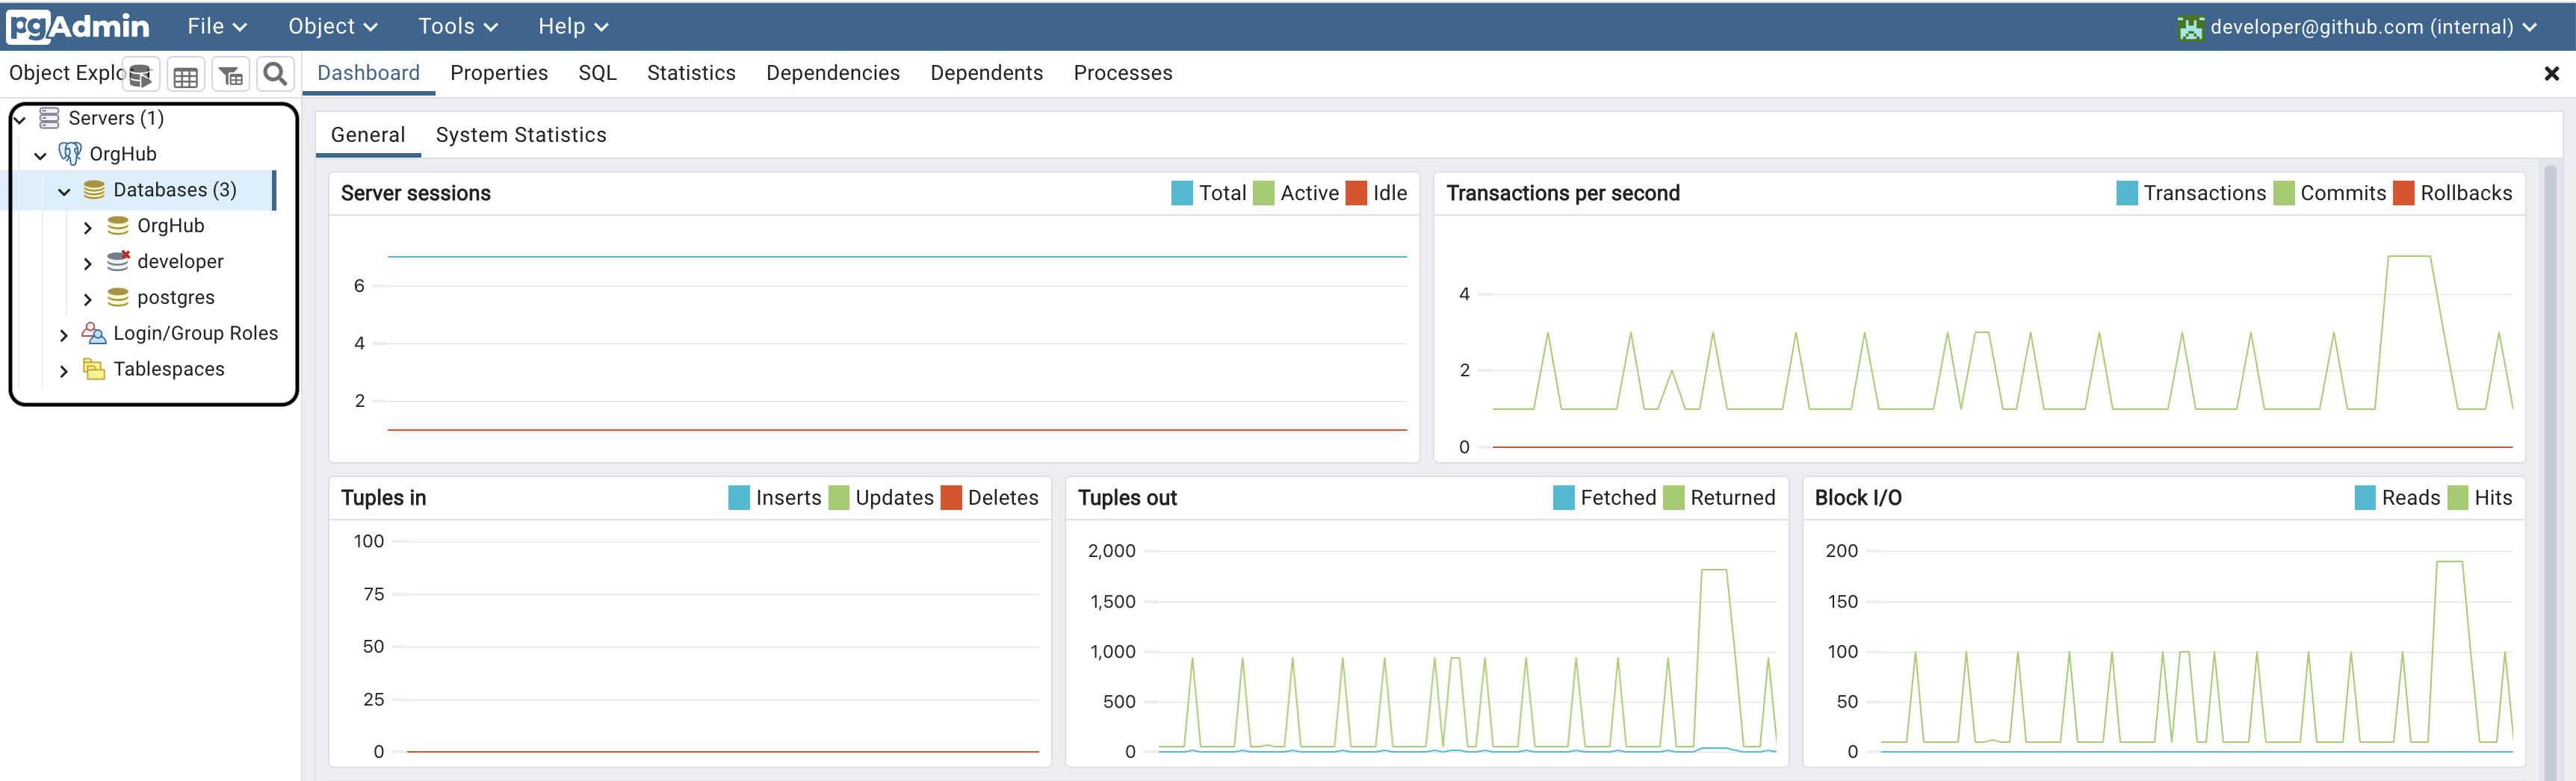 pgAdmin File Object Tools Help developer@github.com (internal)
Object Explo
Dashboard Properties SQL Statistics Dependencies Dependents Processes
Servers (1)
OrgHub
Databases (3)
OrgHub
developer
postgres
Login/Group Roles
Tablespaces
General System Statistics
Server sessions Total Active Idle
6
4
2
Transactions per second Transactions Commits Rollbacks
4
2
0
Tuples in Inserts Updates Deletes
100
75
50
25
0
Tuples out Fetched Returned
2,000
1,500
1,000
500
0
Block I/O Reads Hits
200
150
100
50
0